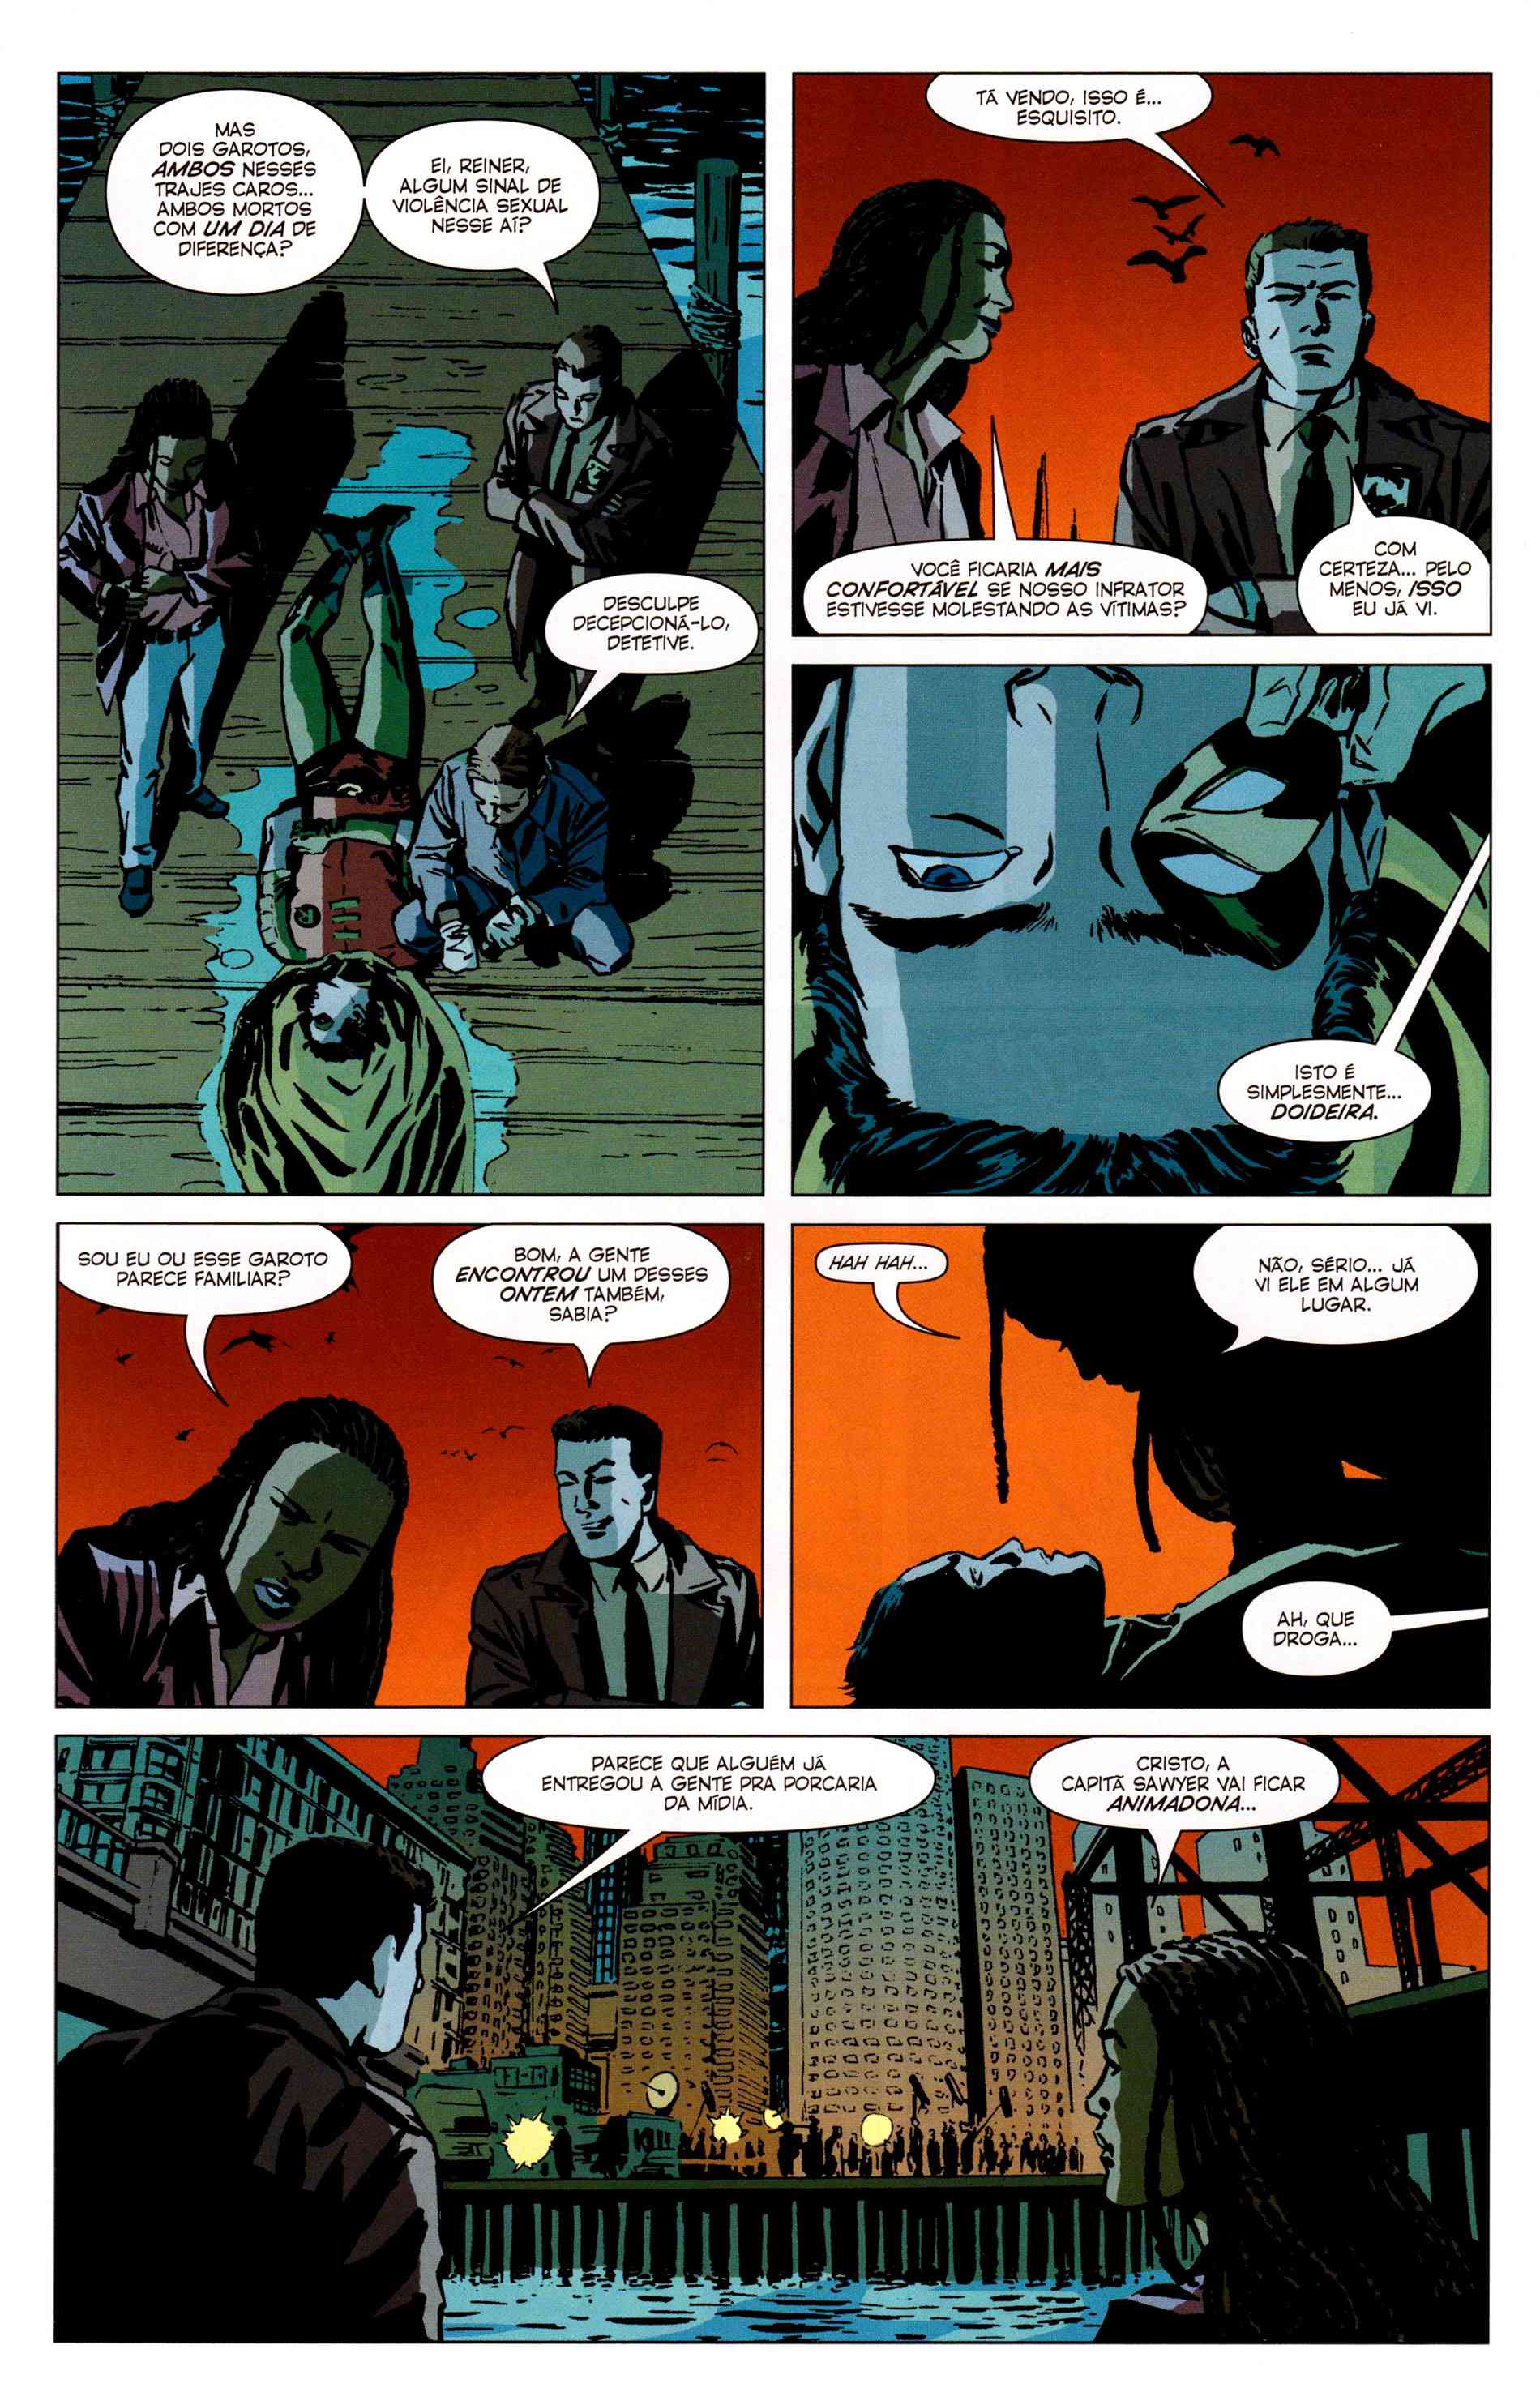 MAS
DOIS GAROTOS,
AMBOS NESSES
TRAJES CAROS...
AMBOS MORTOS
COM UM DIA DE
DIFERENÇA?
EI, REINER,
ALGUM SINAL DE
VIOLÊNCIA SEXUAL
NESSE AÍ?
DESCULPE
DECEPCIONÁ-LO,
DETETIVE.
R
TÁ VENDO, ISSO É...
ESQUISITO.
VOCÊ FICARIA MAIS
CONFORTÁVEL SE NOSSO INFRATOR
ESTIVESSE MOLESTANDO AS VÍTIMAS?
COM
CERTEZA... PELO
MENOS, ISSO
EU JÁ VI.
ISTO É
SIMPLESMENTE...
DOIDEIRA.
SOU EU OU ESSE GAROTO
PARECE FAMILIAR?
BOM, A GENTE
ENCONTROU UM DESSES
ONTEM TAMBÉM,
SABIA?
HAH HAH...
NÃO, SÉRIO... JÁ
VI ELE EM ALGUM
LUGAR.
AH, QUE
DROGA...
PARECE QUE ALGUÉM JÁ
ENTREGOU A GENTE PRA PORCARIA
DA MÍDIA.
CRISTO, A
CAPITÃ SAWYER VAI FICAR
ANIMADONA...